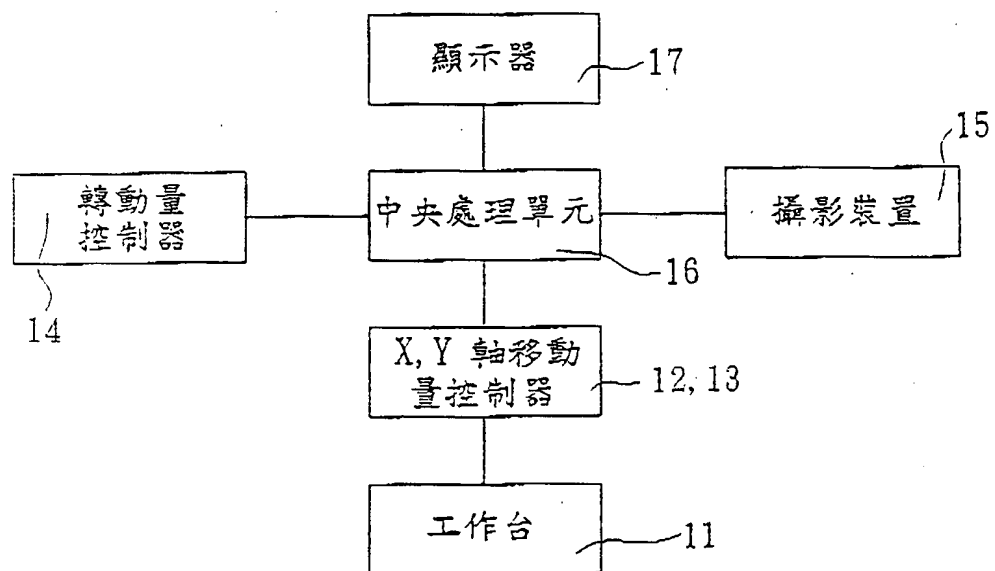 顯示器
17
15
轉動量
控制器
中央處理單元
攝影裝置
14
16
X, Y 軸移動
量控制器
12, 13
工作台
11